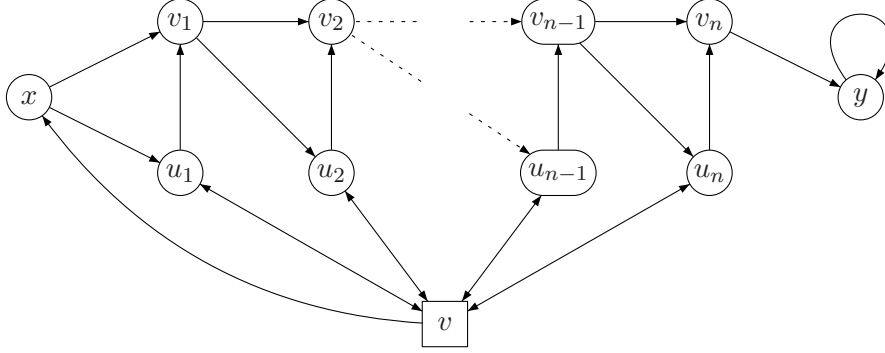 v₁ v₂ vₙ₋₁ vₙ
x y
u₁ u₂ uₙ₋₁ uₙ
v